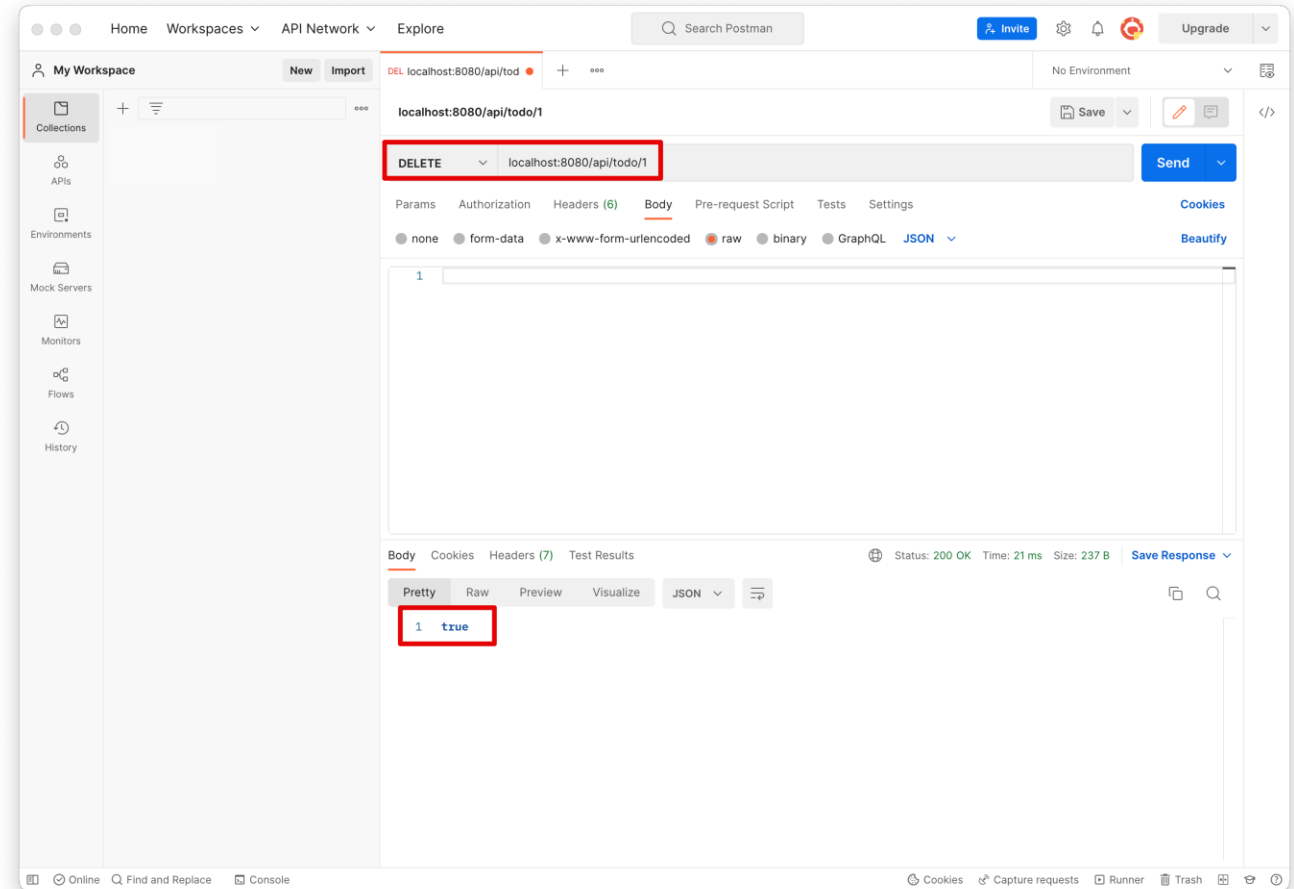 Home Workspaces API Network Explore Search Postman Invite Upgrade
My Workspace New Import DEL localhost:8080/api/tod No Environment
Collections
APIs
Environments
Mock Servers
Monitors
Flows
History
localhost:8080/api/todo/1 Save
DELETE localhost:8080/api/todo/1 Send
Params Authorization Headers (6) Body Pre-request Script Tests Settings Cookies
none form-data x-www-form-urlencoded raw binary GraphQL JSON Beautify
1
Body Cookies Headers (7) Test Results Status: 200 OK Time: 21 ms Size: 237 B Save Response
Pretty Raw Preview Visualize JSON
1 true
Online Find and Replace Console Cookies Capture requests Runner Trash